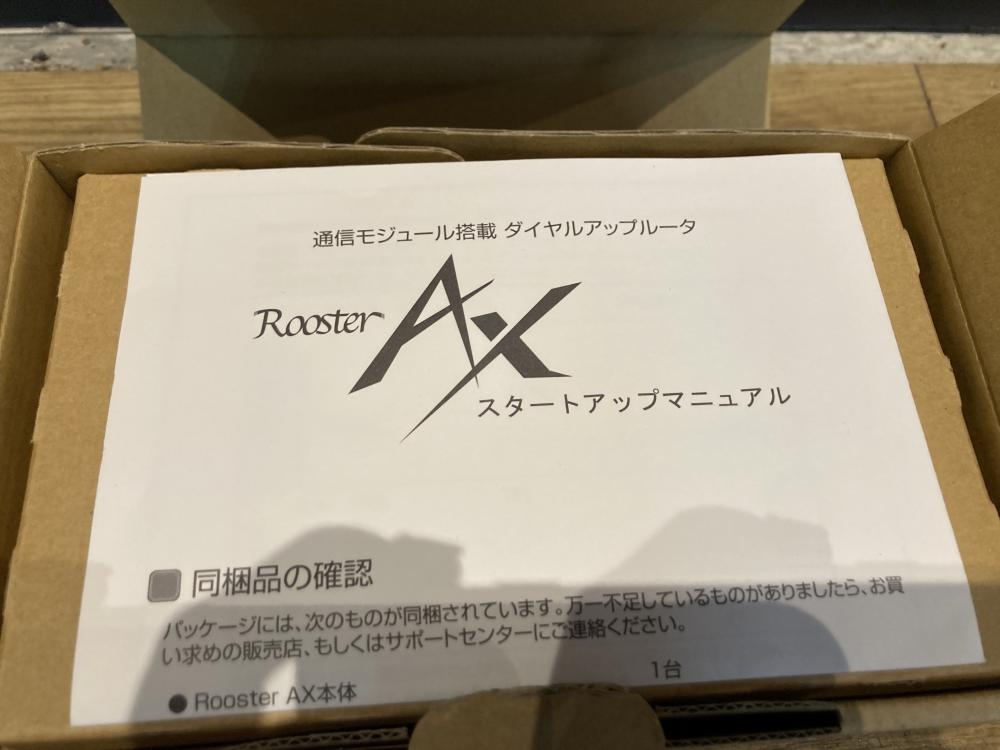 通信モジュール搭載 ダイヤルアップルータ
Rooster AX
スタートアップマニュアル
同梱品の確認
パッケージには、次のものが同梱されています。万一不足しているものがありましたら、お買
い求めの販売店、もしくはサポートセンターにご連絡ください。
● Rooster AX本体 1台